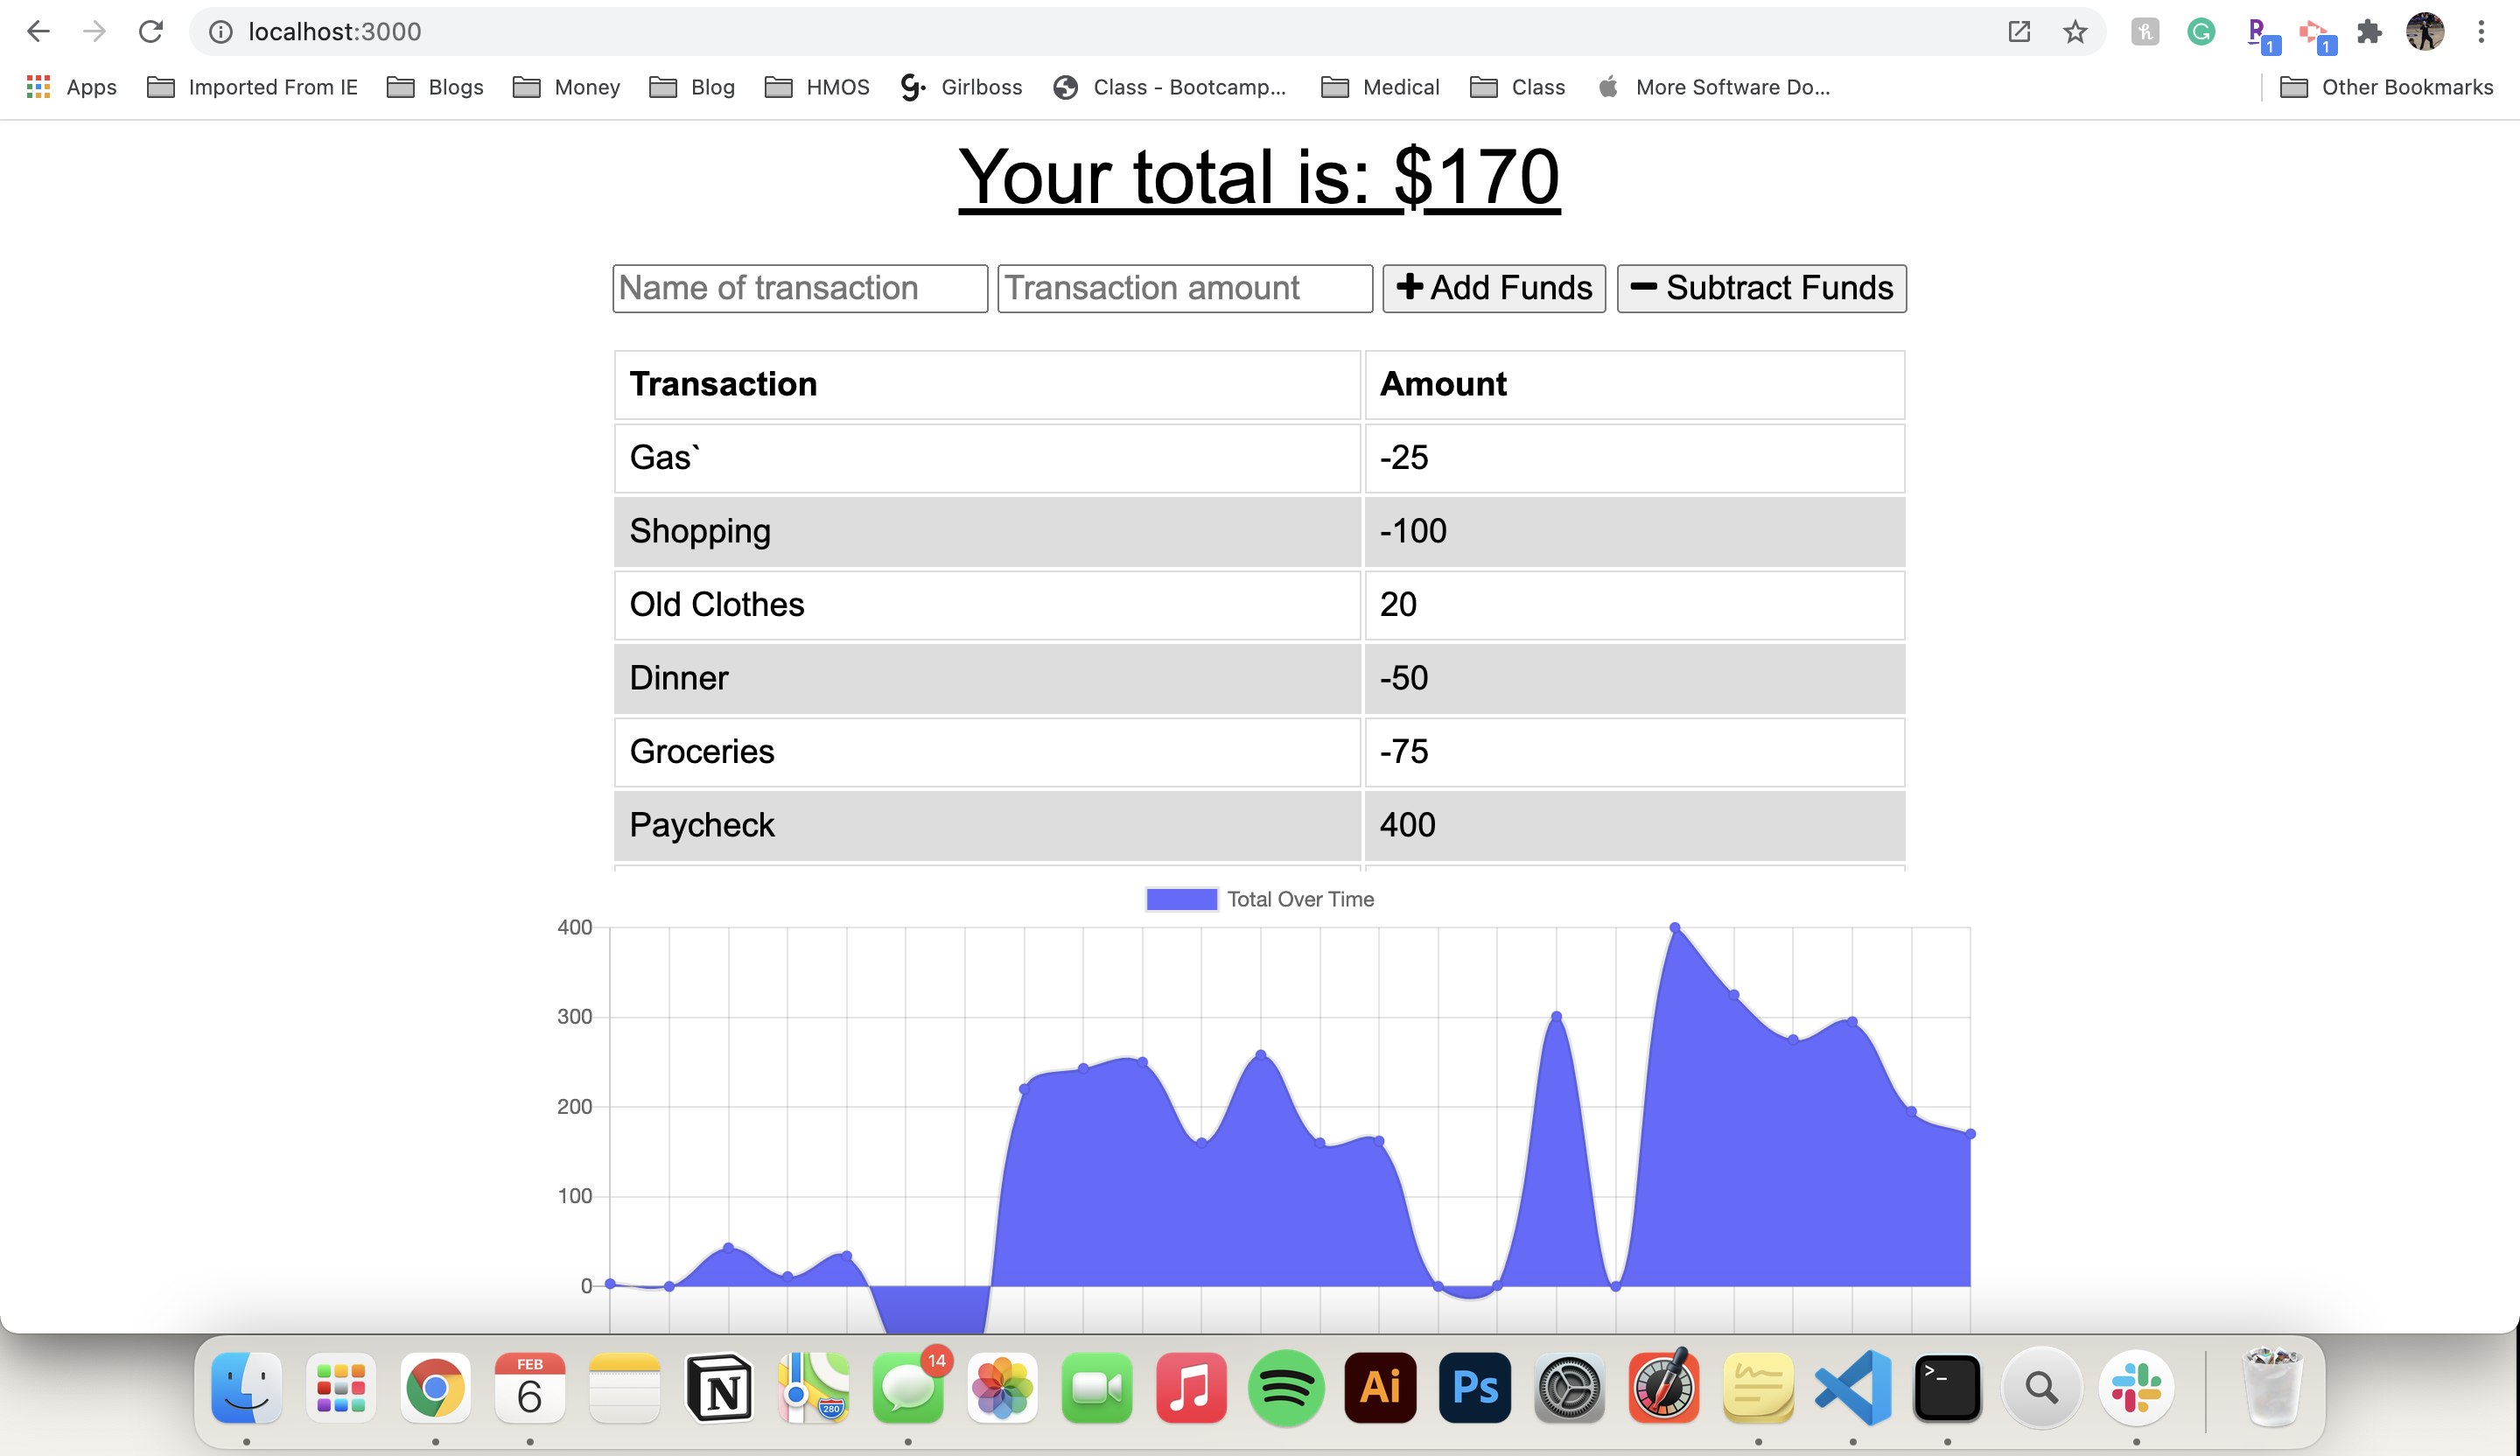 localhost:3000
1
1
Apps Imported From IE Blogs Money Blog HMOS g. Girlboss Class - Bootcamp... Medical Class More Software Do... Other Bookmarks
Your total is: $170
Name of transaction Transaction amount Add Funds Subtract Funds
Transaction Amount
Gas` -25
Shopping -100
Old Clothes 20
Dinner -50
Groceries -75
Paycheck 400
Total Over Time
400
300
200
100
0
FEB
6
280
14
Ai
Ps
>_